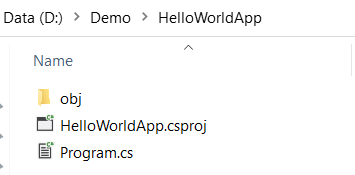 Data (D:) > Demo > HelloWorldApp
Name
obj
HelloWorldApp.csproj
Program.cs